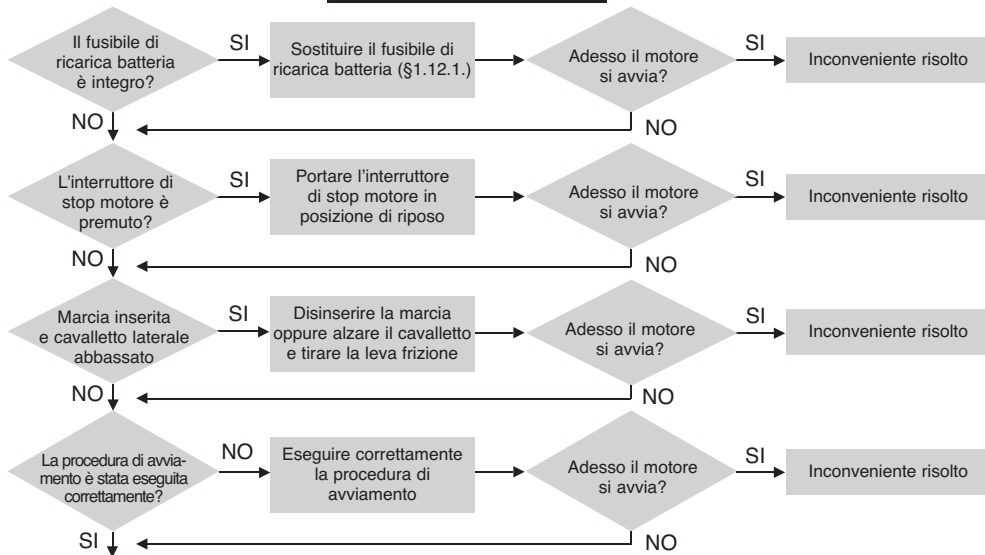 Il fusibile di
ricarica batteria
è integro?
SI
Sostituire il fusibile di
ricarica batteria (§1.12.1.)
Adesso il motore
si avvia?
SI
Inconveniente risolto
NO
NO
L'interruttore di
stop motore è
premuto?
SI
Portare l'interruttore
di stop motore in
posizione di riposo
Adesso il motore
si avvia?
SI
Inconveniente risolto
NO
NO
Marcia inserita
e cavalletto laterale
abbassato
SI
Disinserire la marcia
oppure alzare il cavalletto
e tirare la leva frizione
Adesso il motore
si avvia?
SI
Inconveniente risolto
NO
NO
La procedura di avvia-
mento è stata eseguita
correttamente?
NO
Eseguire correttamente
la procedura di
avviamento
Adesso il motore
si avvia?
SI
Inconveniente risolto
SI
NO